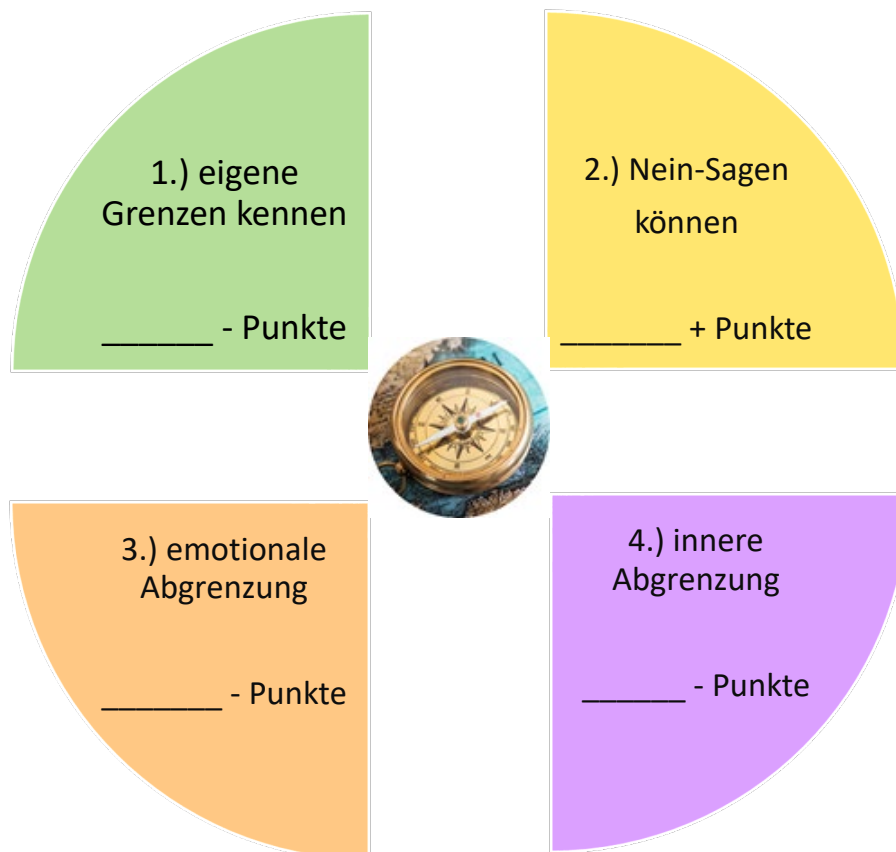 1.) eigene
Grenzen kennen
______ - Punkte
2.) Nein-Sagen
können
_______ + Punkte
3.) emotionale
Abgrenzung
_______ - Punkte
4.) innere
Abgrenzung
______ - Punkte